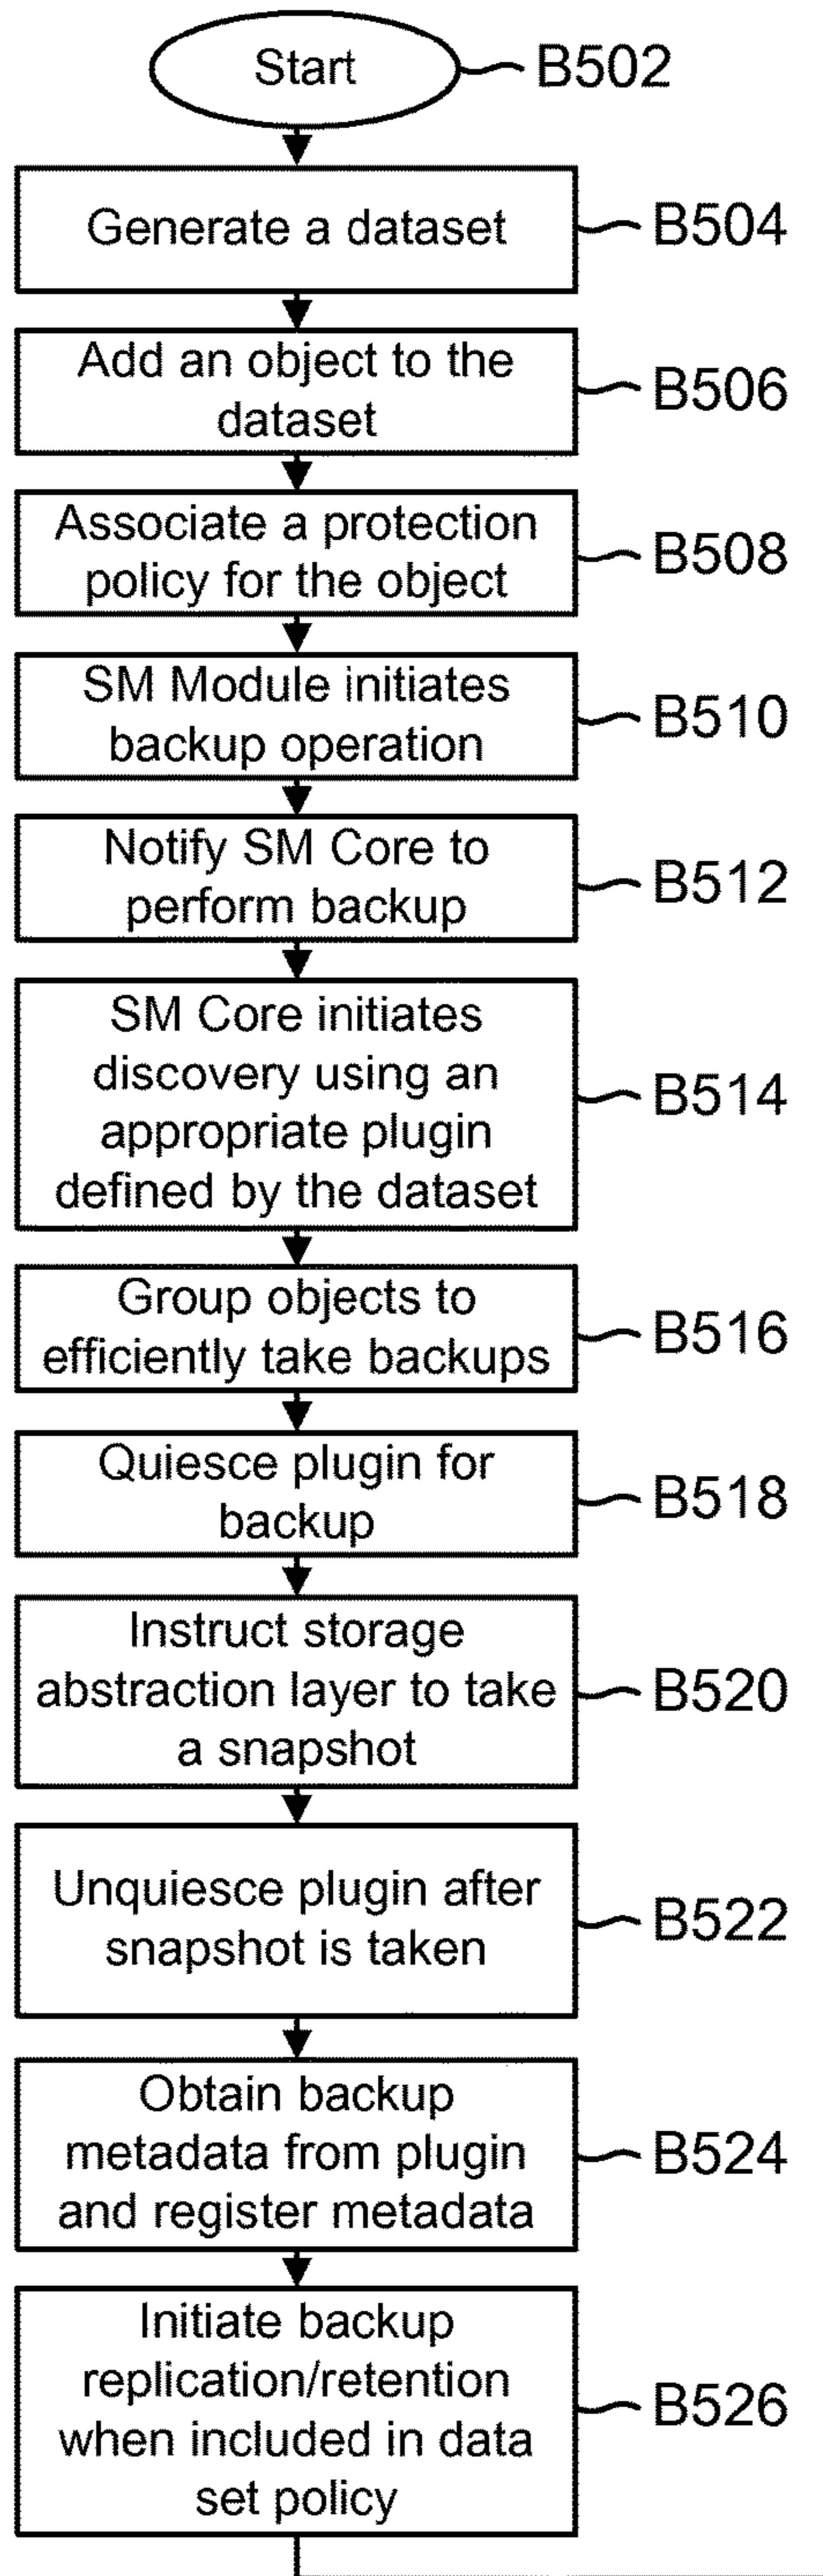 Start
B502
Generate a dataset
B504
Add an object to the
dataset
B506
Associate a protection
policy for the object
B508
SM Module initiates
backup operation
B510
Notify SM Core to
perform backup
B512
SM Core initiates
discovery using an
appropriate plugin
defined by the dataset
B514
Group objects to
efficiently take backups
B516
Quiesce plugin for
backup
B518
Instruct storage
abstraction layer to take
a snapshot
B520
Unquiesce plugin after
snapshot is taken
B522
Obtain backup
metadata from plugin
and register metadata
B524
Initiate backup
replication/retention
when included in data
set policy
B526